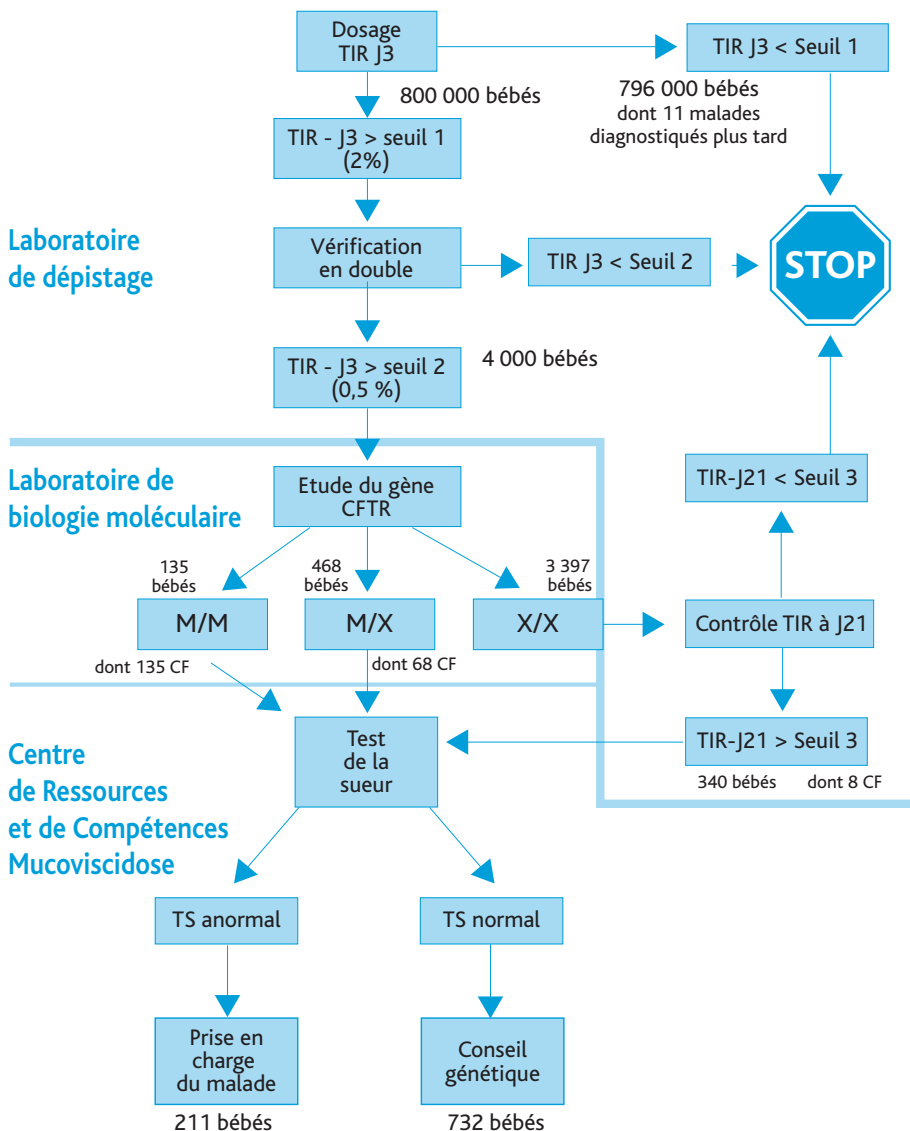 Dosage
TIR J3
TIR J3 < Seuil 1
800 000 bébés
796 000 bébés
dont 11 malades
diagnostiqués plus tard
TIR - J3 > seuil 1
(2%)
Laboratoire
de dépistage
Vérification
en double
TIR J3 < Seuil 2
STOP
TIR - J3 > seuil 2
(0,5 %)
4 000 bébés
Laboratoire de
biologie moléculaire
Etude du gène
CFTR
TIR-J21 < Seuil 3
135
bébés
468
bébés
3 397
bébés
M/M
M/X
X/X
Contrôle TIR à J21
dont 135 CF
dont 68 CF
Centre
de Ressources
et de Compétences
Mucoviscidose
Test
de la
sueur
TIR-J21 > Seuil 3
340 bébés dont 8 CF
TS anormal
TS normal
Prise en
charge
du malade
Conseil
génétique
211 bébés
732 bébés